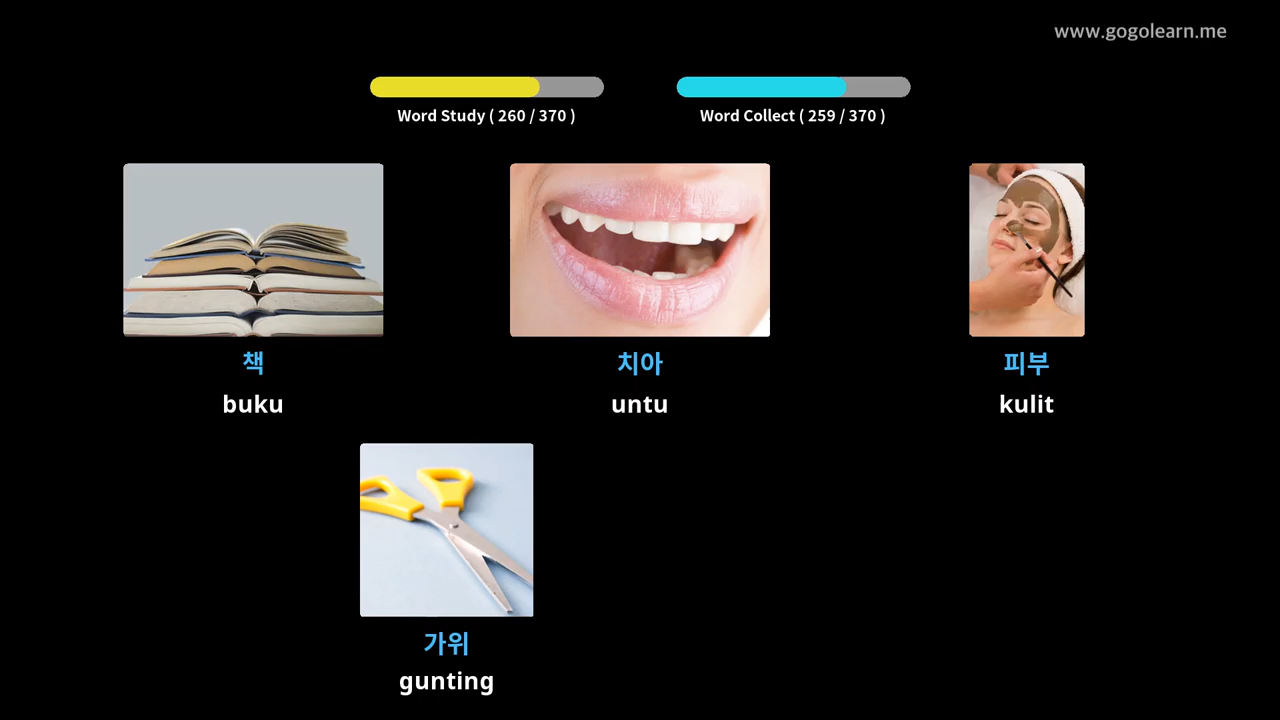 www.gogolearn.me
Word Study ( 260 / 370 )
Word Collect ( 259 / 370 )
책
buku
치아
untu
피부
kulit
가위
gunting